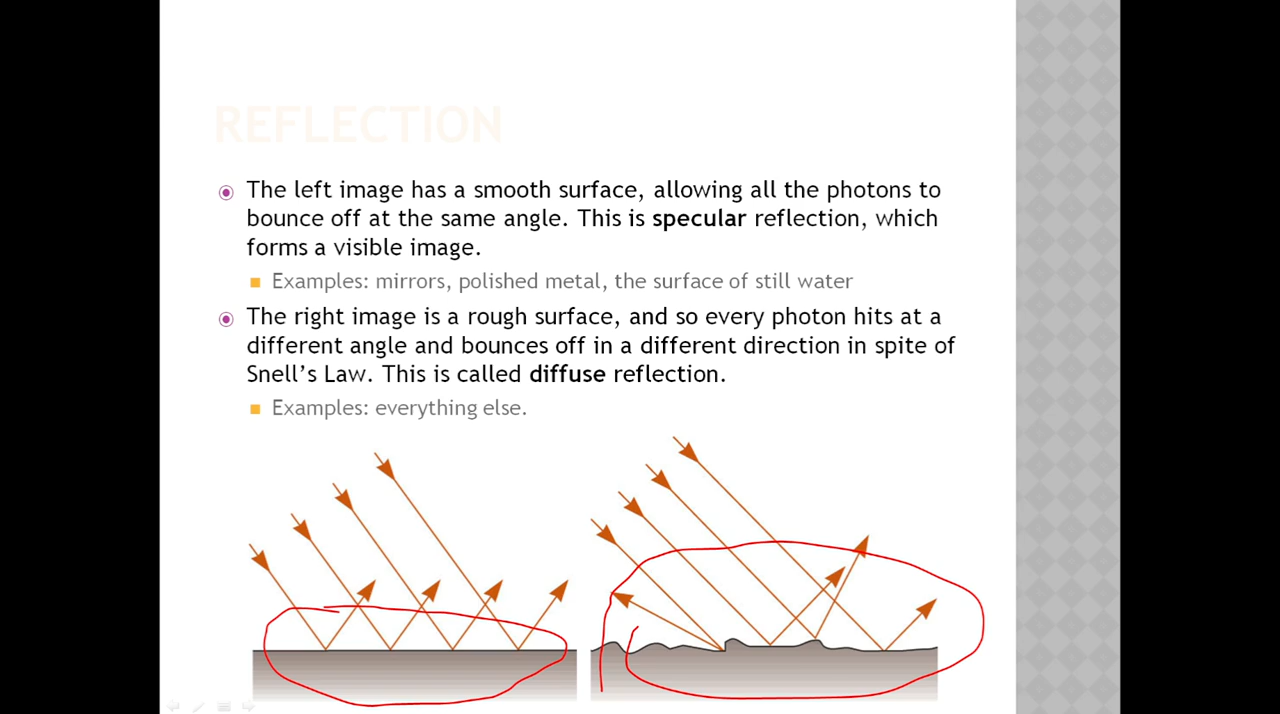 REFLECTION
The left image has a smooth surface, allowing all the photons to
bounce off at the same angle. This is specular reflection, which
forms a visible image.
Examples: mirrors, polished metal, the surface of still water
The right image is a rough surface, and so every photon hits at a
different angle and bounces off in a different direction in spite of
Snell's Law. This is called diffuse reflection.
Examples: everything else.